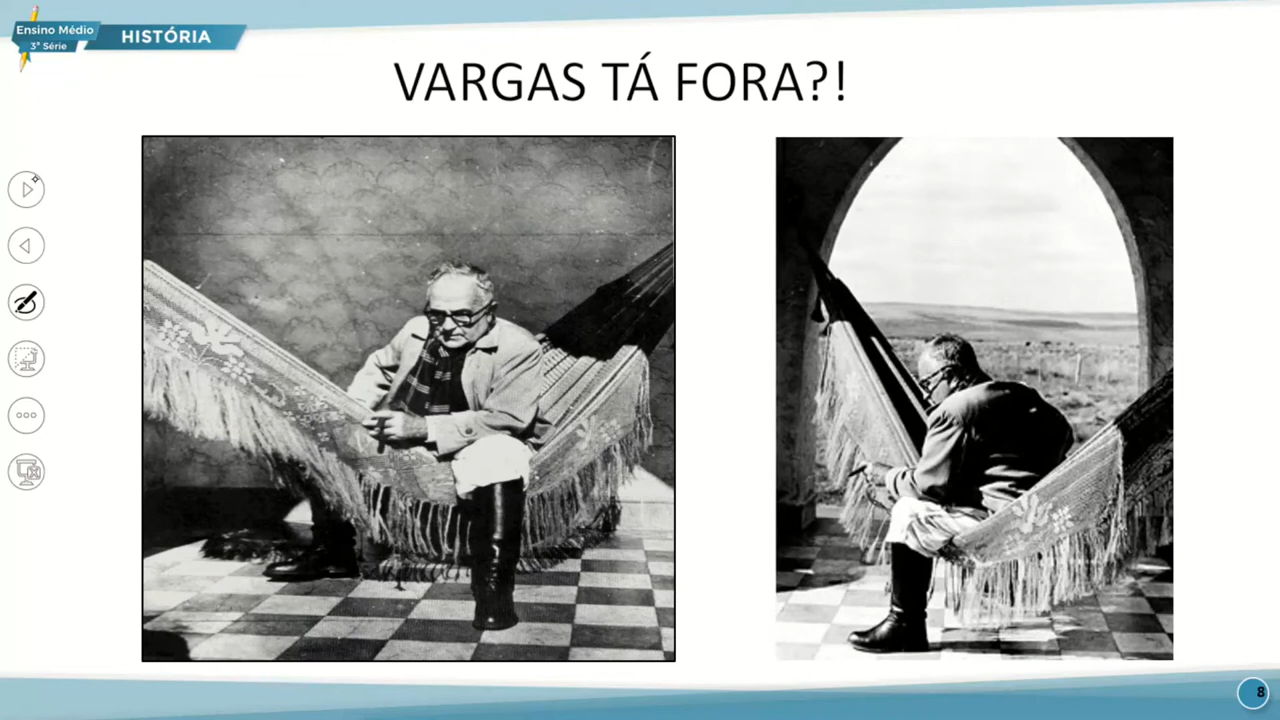 Ensino Médio
3ª Série
HISTÓRIA
VARGAS TÁ FORA?!
8